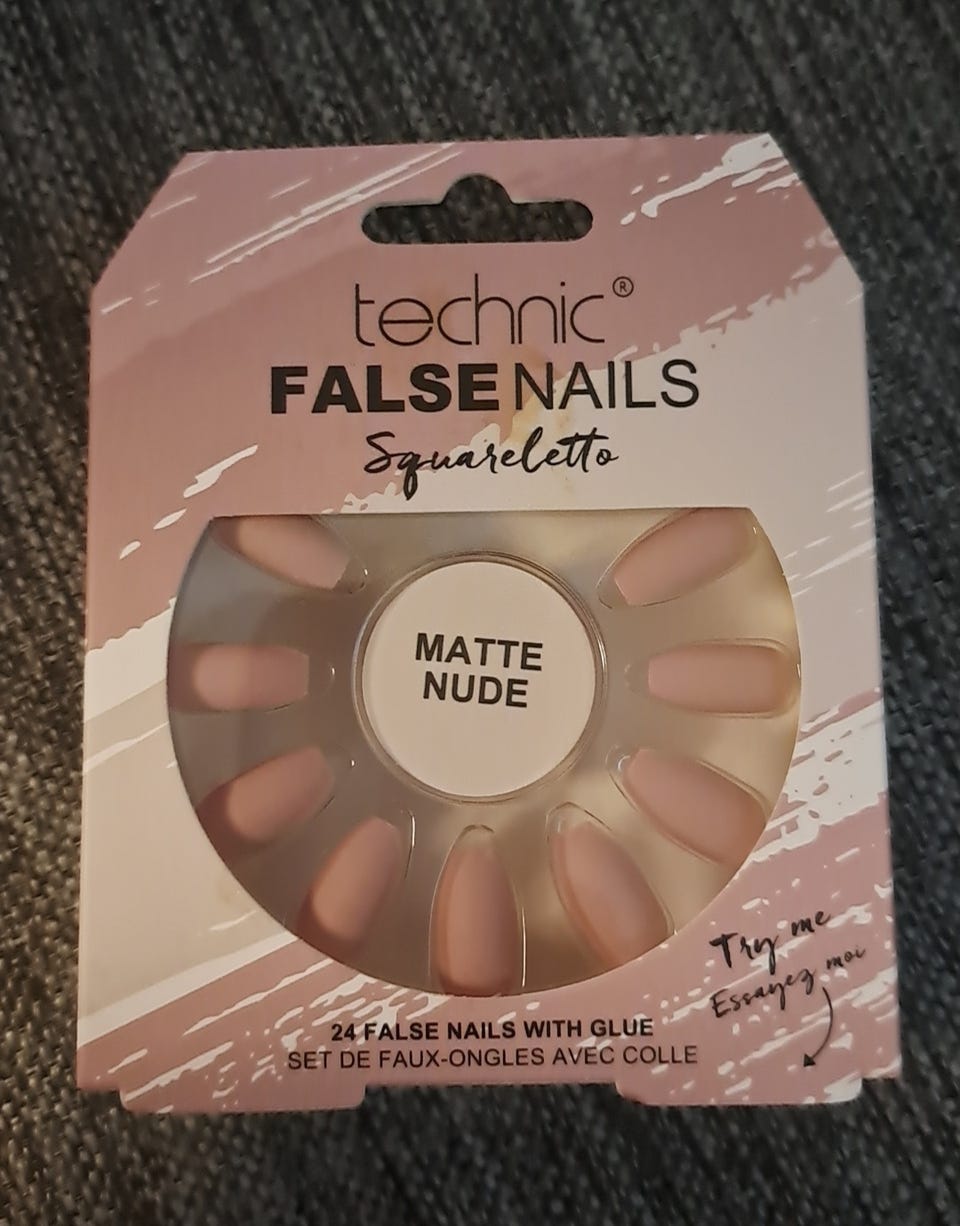 technic®
FALSE NAILS
Squareletto
MATTE
NUDE
Try me
Essayez moi
24 FALSE NAILS WITH GLUE
SET DE FAUX-ONGLES AVEC COLLE